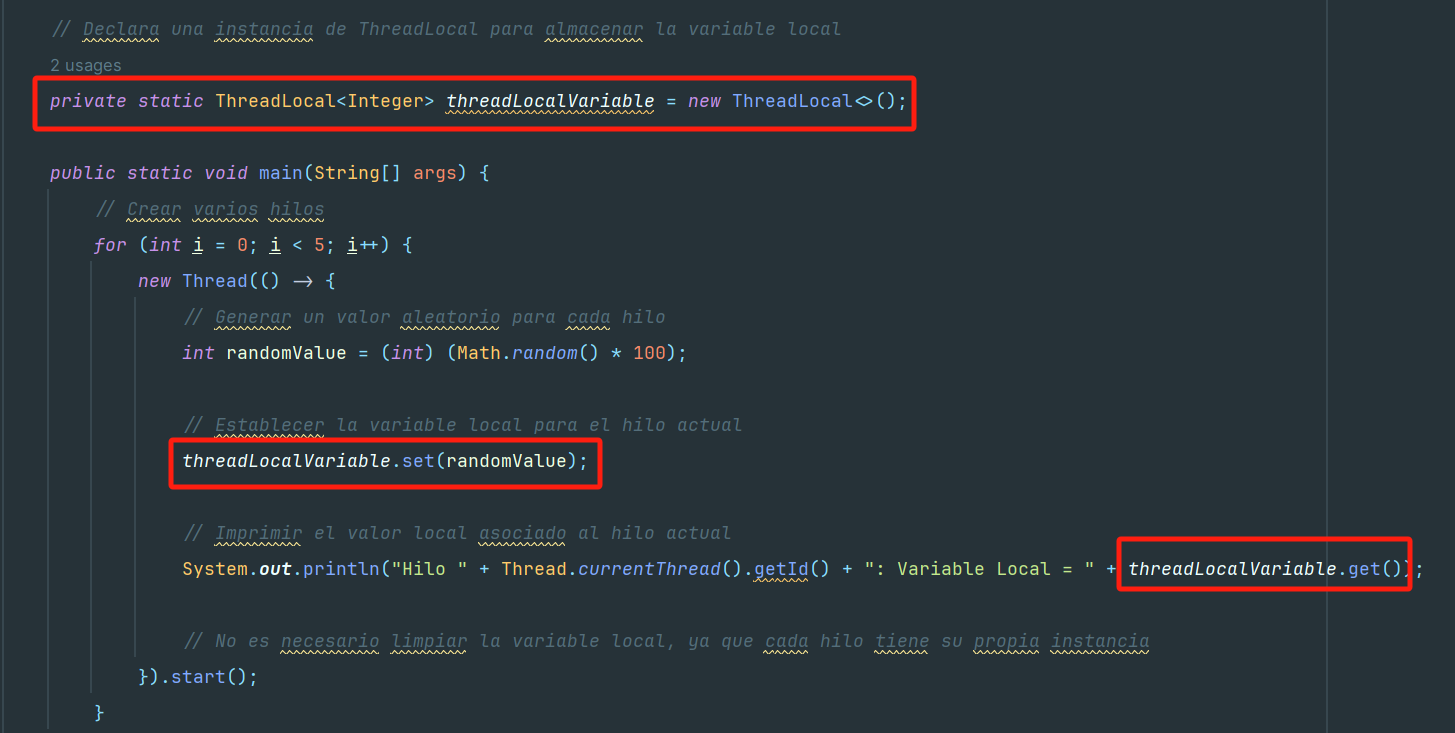 // Declara una instancia de ThreadLocal para almacenar la variable local
2 usages
private static ThreadLocal<Integer> threadLocalVariable = new ThreadLocal<>();
public static void main(String[] args) {
// Crear varios hilos
for (int i = 0; i < 5; i++) {
new Thread(() -> {
// Generar un valor aleatorio para cada hilo
int randomValue = (int) (Math.random() * 100);
// Establecer la variable local para el hilo actual
threadLocalVariable.set(randomValue);
// Imprimir el valor local asociado al hilo actual
System.out.println("Hilo " + Thread.currentThread().getId() + ": Variable Local = " + threadLocalVariable.get());
// No es necesario limpiar la variable local, ya que cada hilo tiene su propia instancia
}).start();
}